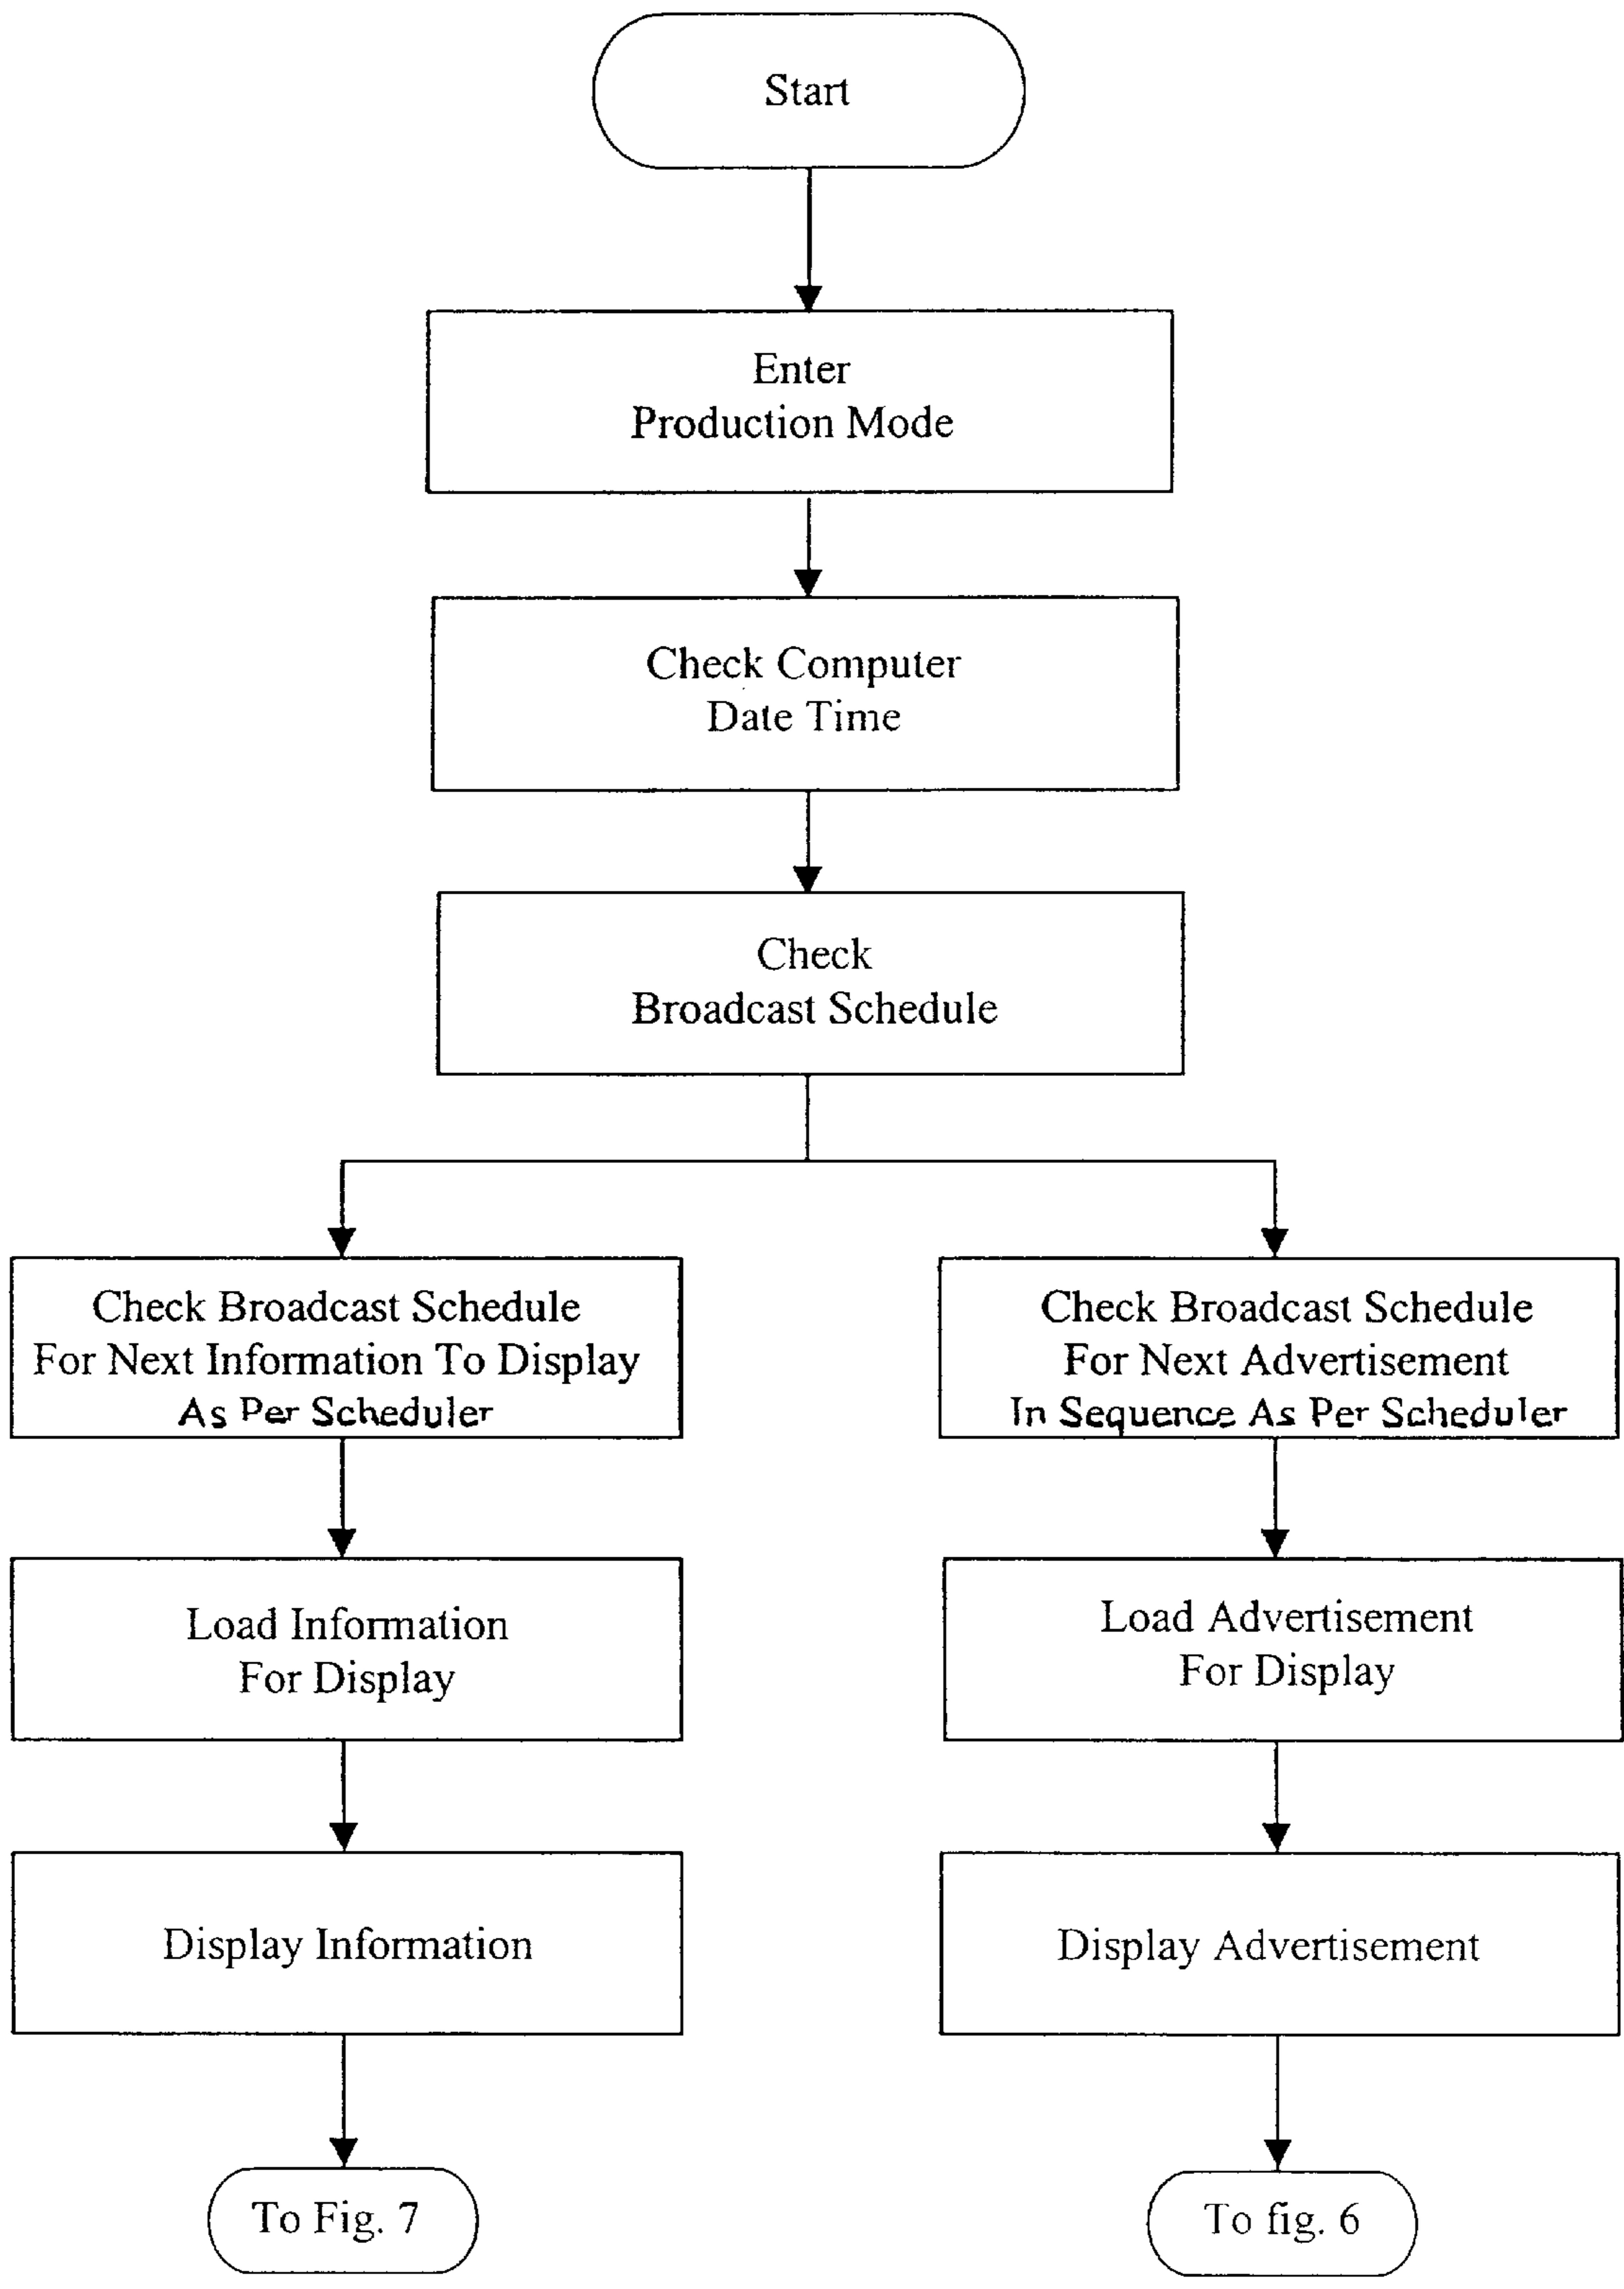 Start
Enter
Production Mode
Check Computer
Date Time
Check
Broadcast Schedule
Check Broadcast Schedule
For Next Information To Display
As Per Scheduler
Check Broadcast Schedule
For Next Advertisement
In Sequence As Per Scheduler
Load Information
For Display
Load Advertisement
For Display
Display Information
Display Advertisement
To Fig. 7
To fig. 6